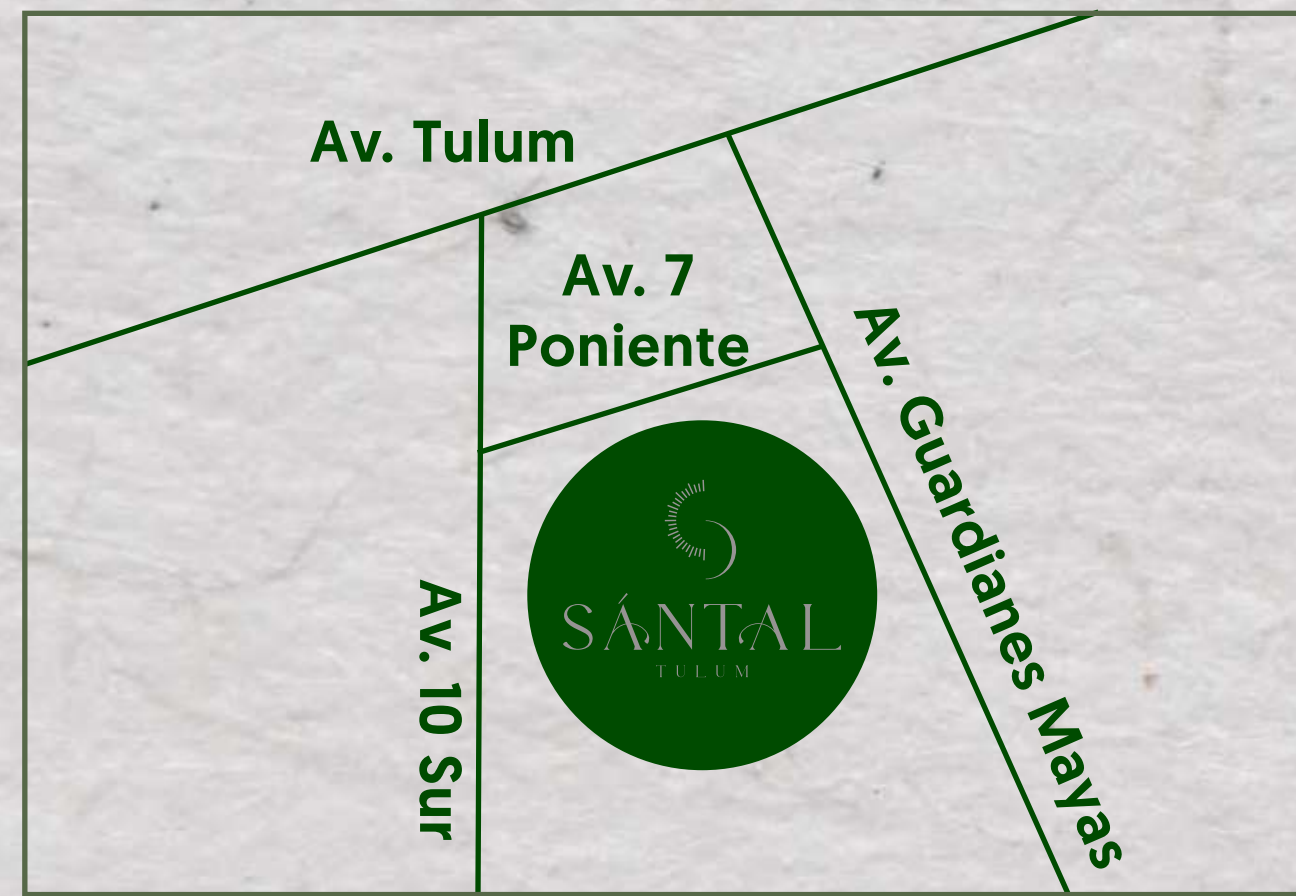 Av. Tulum
Av. 7
Poniente
Av. Guardianes Mayas
SÁNTAL
TULUM
Av. 10 Sur